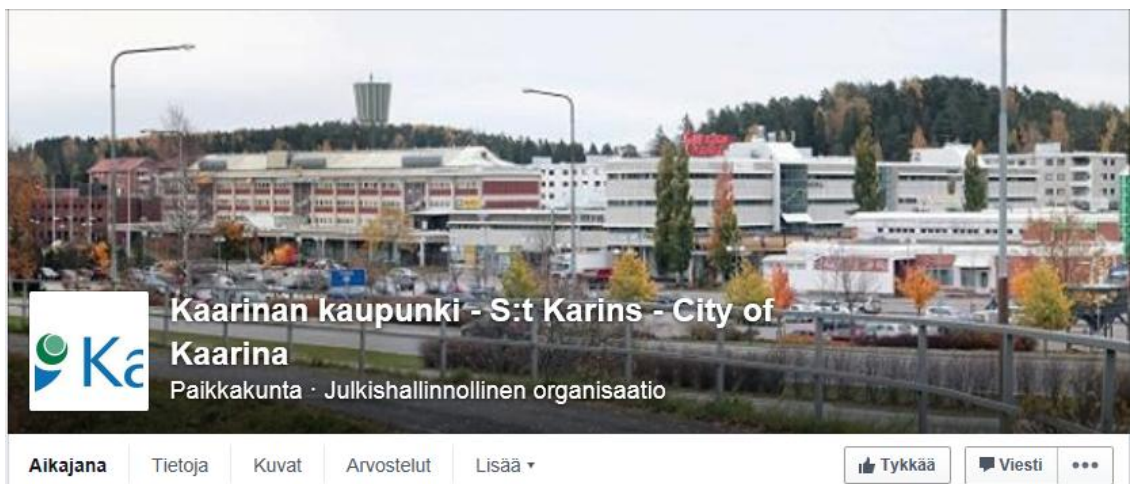 Kaarinan kaupunki - S:t Karins - City of
Kaarina
Paikkakunta · Julkishallinnollinen organisaatio
Ka
Aikajana Tietoja Kuvat Arvostelut Lisää Tykkää Viesti